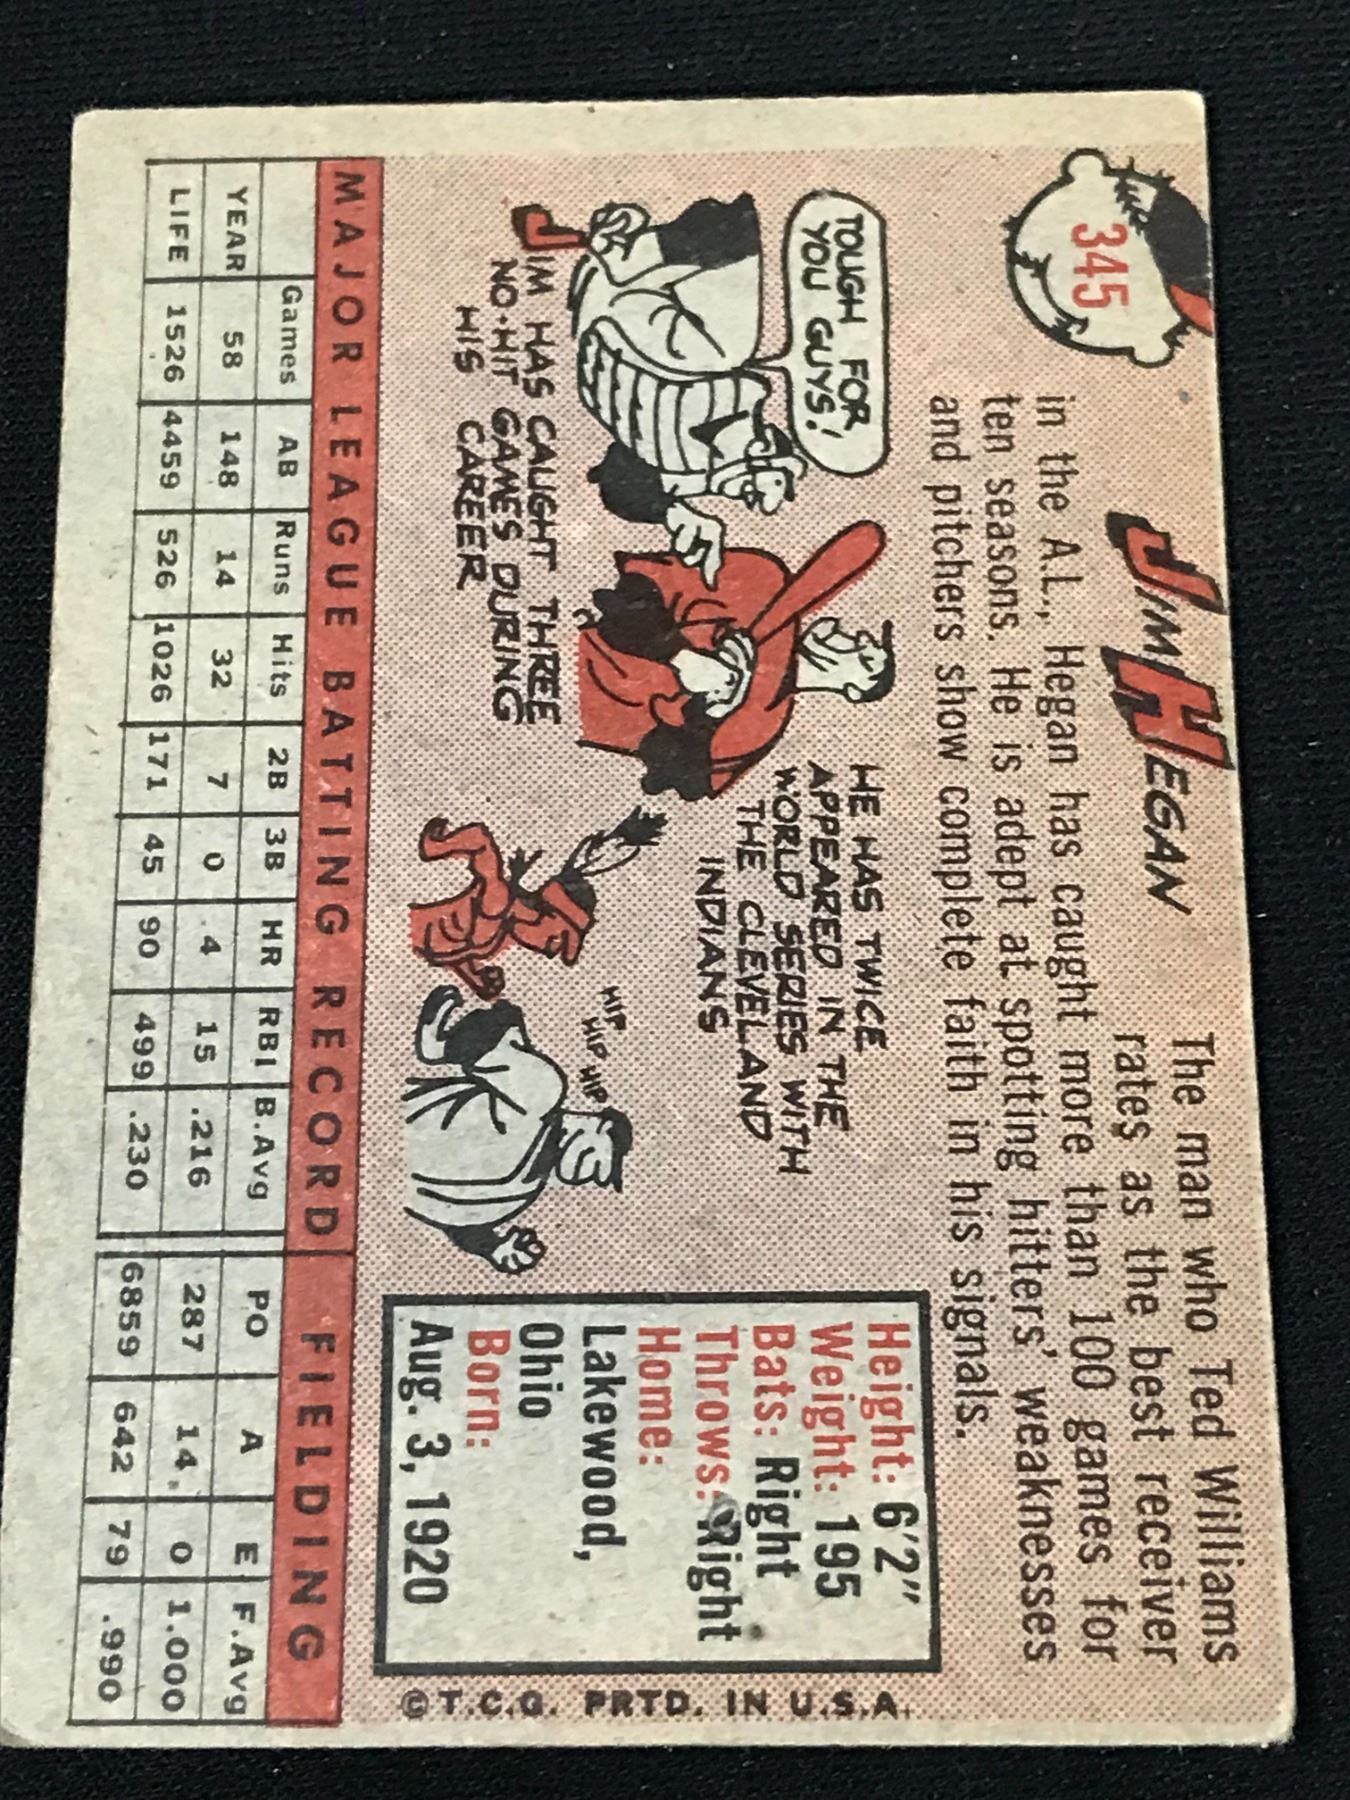 345
JIM HEGAN
The man who Ted Williams
rates as the best receiver
in the A.L., Hegan has caught more than 100 games for
ten seasons. He is adept at spotting hitters' weaknesses
and pitchers show complete faith in his signals.
TOUGH FOR
YOU GUYS!
JIM HAS CAUGHT THREE
NO-HIT GAMES DURING
HIS CAREER
HE HAS TWICE
APPEARED IN THE
WORLD SERIES WITH
THE CLEVELAND
INDIANS
HIP
HIP HIP
Height: 6'2"
Weight: 195
Bats: Right
Throws: Right
Home:
Lakewood,
Ohio
Born:
Aug. 3, 1920
©T.C.G. PRTD. IN U.S.A.
MAJOR LEAGUE BATTING RECORD FIELDING
Games AB Runs Hits 2B 3B HR RBI B.Avg PO A E F.Avg
YEAR 58 148 14 32 7 0 4 15 .216 287 14 0 1.000
LIFE 1526 4459 526 1026 171 45 90 499 .230 6859 642 79 .990